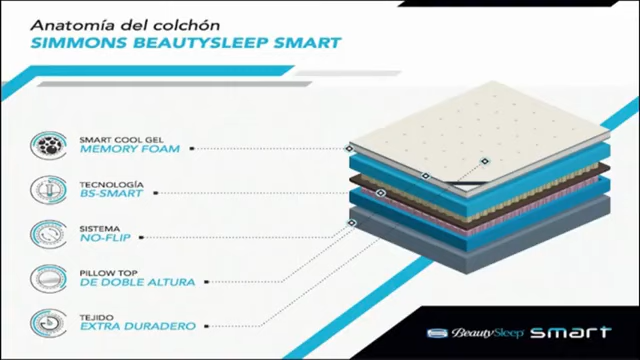 Anatomía del colchón
SIMMONS BEAUTYSLEEP SMART
SMART COOL GEL
MEMORY FOAM
TECNOLOGÍA
BS-SMART
SISTEMA
NO-FLIP
PILLOW TOP
DE DOBLE ALTURA
TEJIDO
EXTRA DURADERO
BeautySleep smart